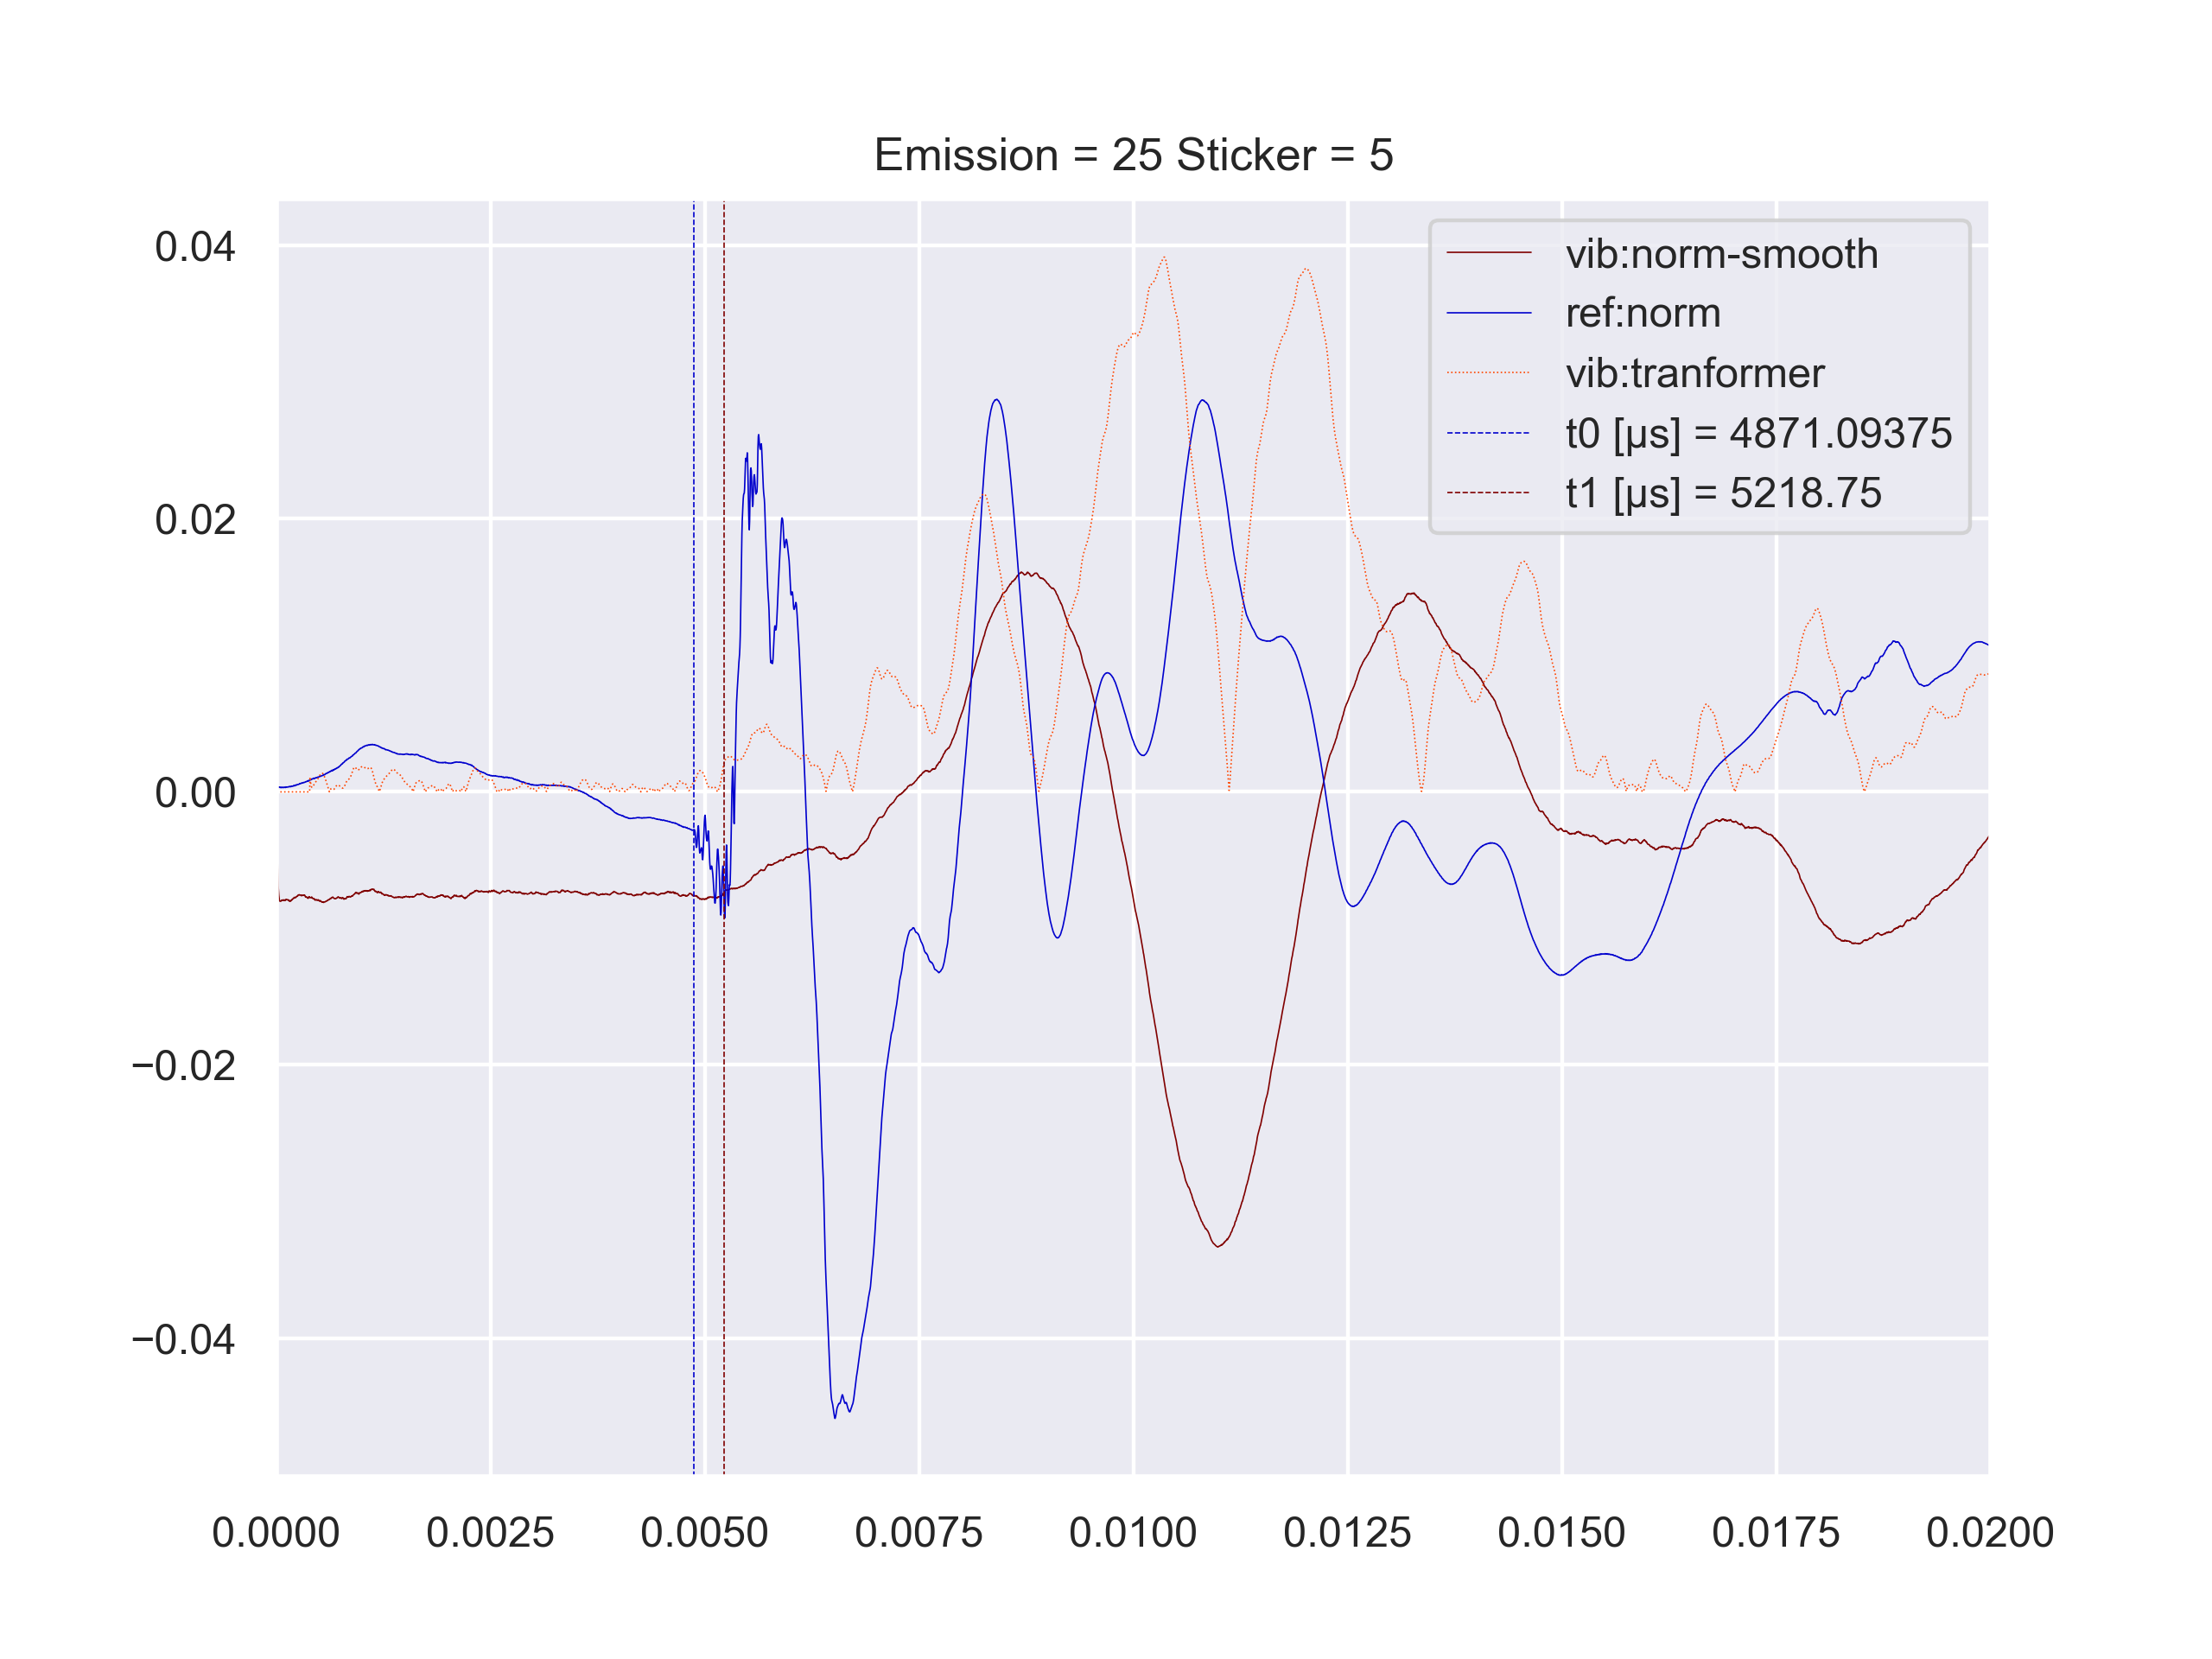 Emission = 25 Sticker = 5
0.04
0.02
0.00
−0.02
−0.04
vib:norm-smooth
ref:norm
vib:tranformer
t0 [µs] = 4871.09375
t1 [µs] = 5218.75
0.0000 0.0025 0.0050 0.0075 0.0100 0.0125 0.0150 0.0175 0.0200